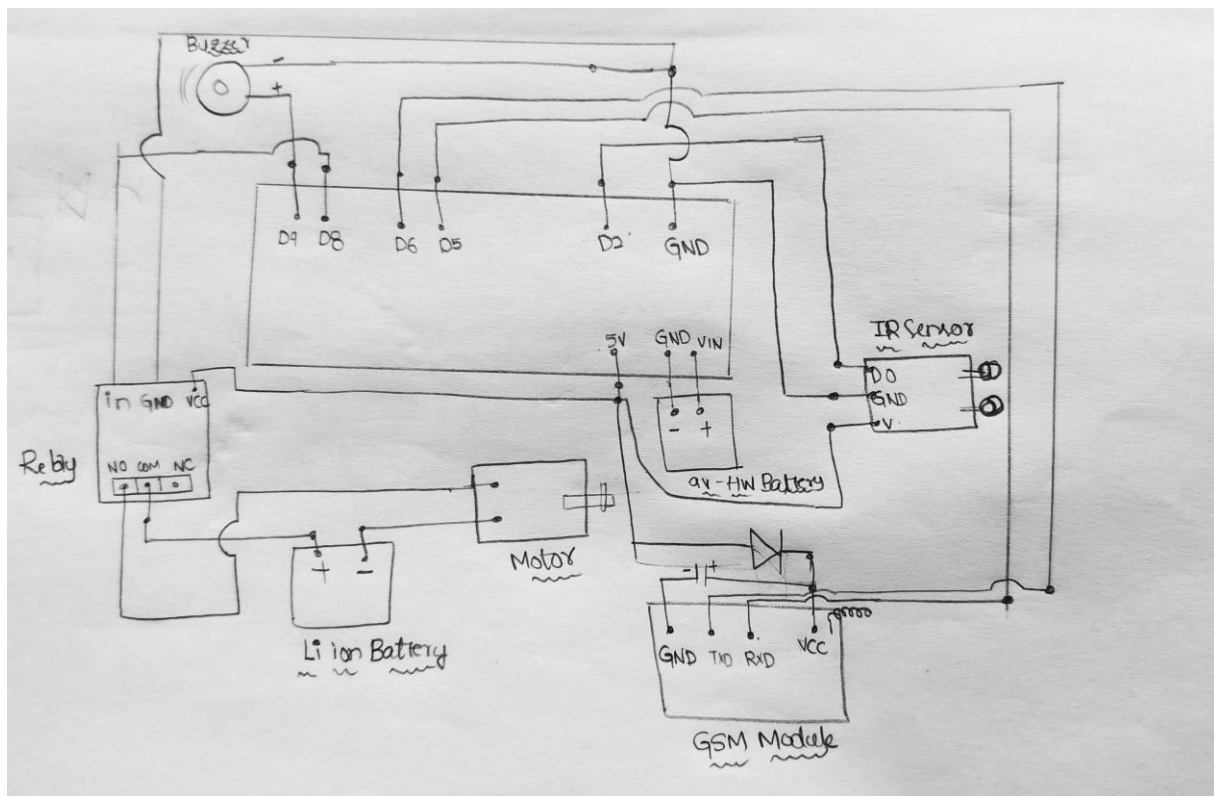 Buzzer
-
+
D9 D8 D6 D5 D2 GND
5V GND VIN
- +
9V-HW Battery
IR Sensor
DO
GND
V
in GND VCC
NO COM NC
Relay
Motor
+ -
Li ion Battery
- +
GND TXD RXD VCC
GSM Module